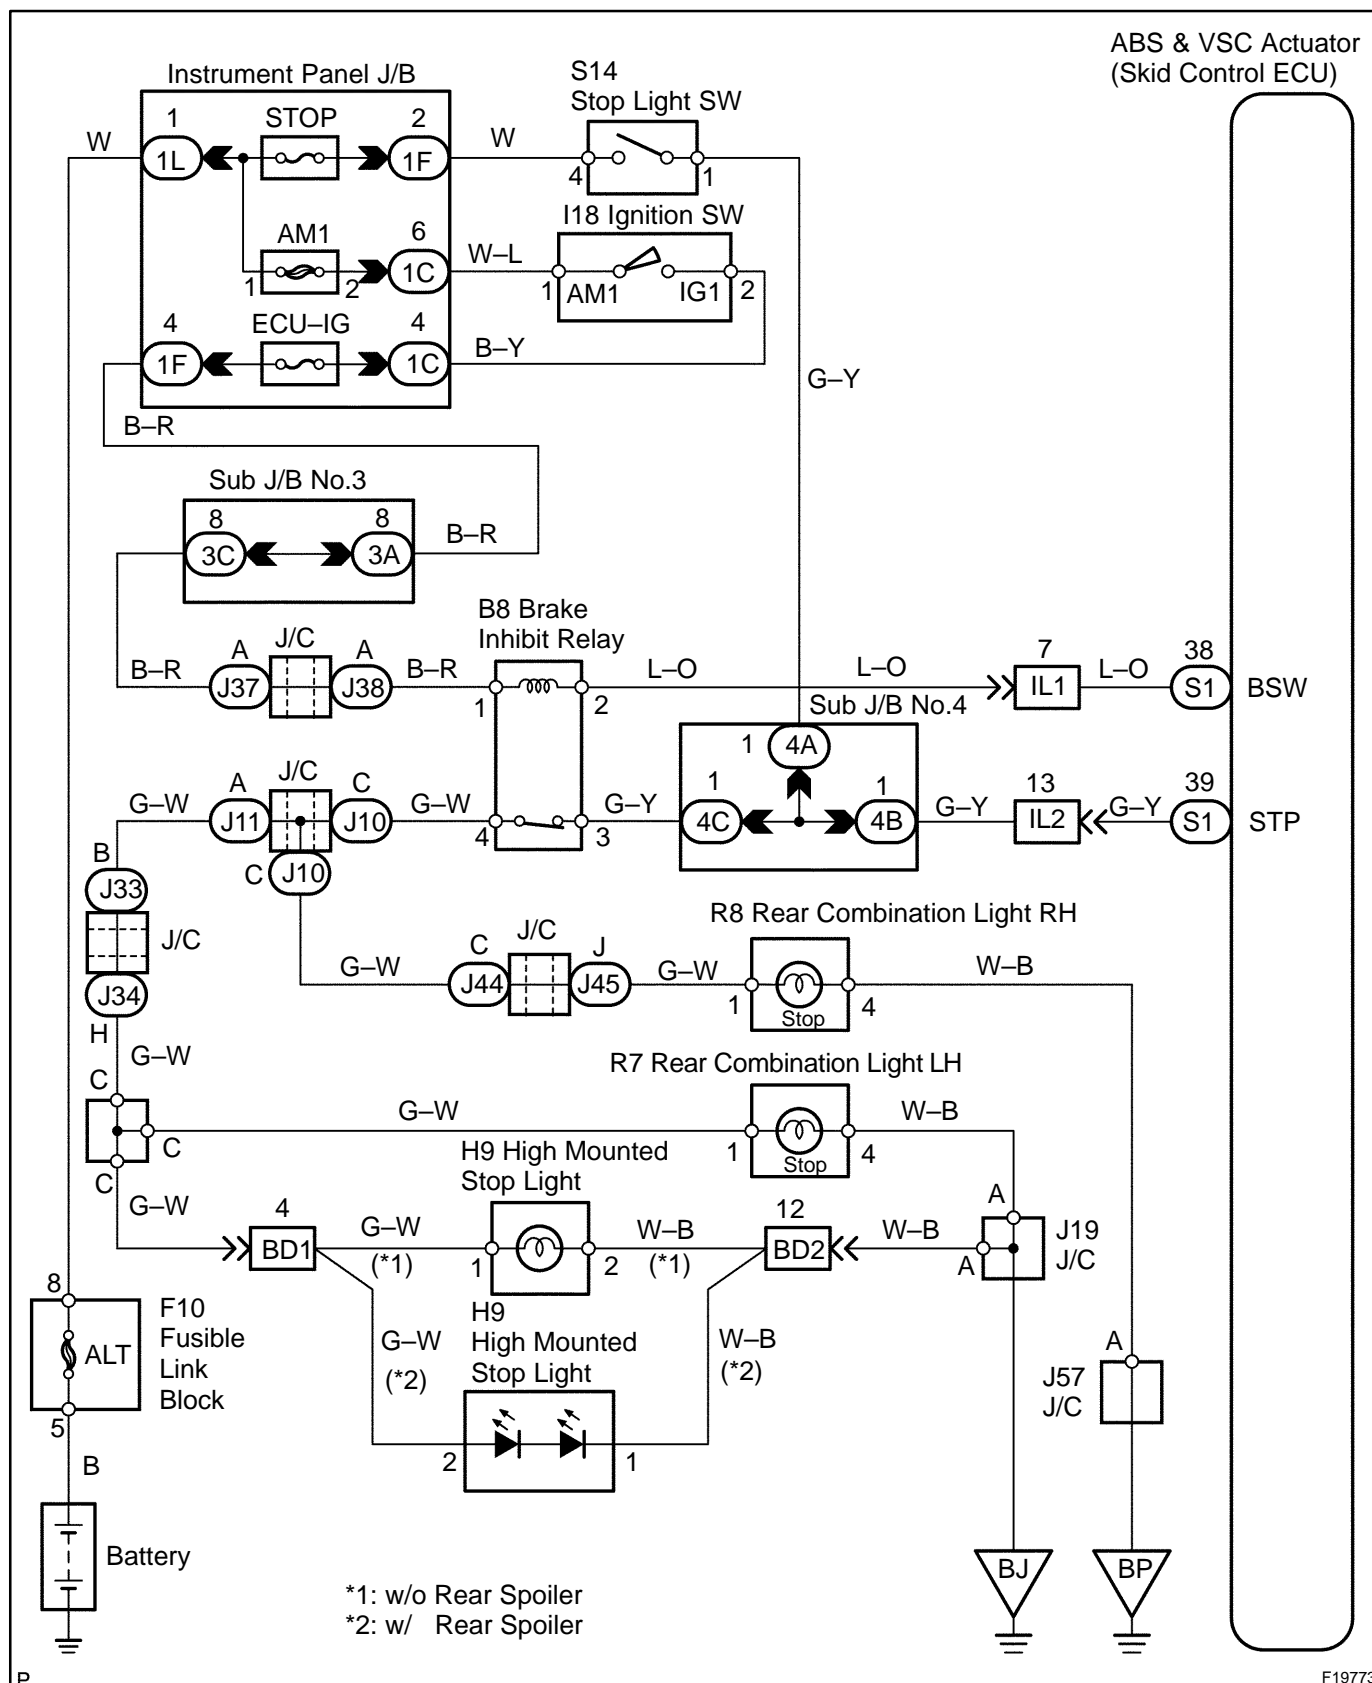 ABS & VSC Actuator
(Skid Control ECU)
Instrument Panel J/B
S14
Stop Light SW
W
1
STOP
2
W
1L
1F
4
1
I18 Ignition SW
AM1
6
W–L
1
2
1C
1
AM1
IG1
2
4
ECU–IG
4
B–Y
1F
1C
G–Y
B–R
Sub J/B No.3
8
8
B–R
3C
3A
B8 Brake
Inhibit Relay
A
J/C
A
B–R
J37
J38
B–R
1
2
L–O
L–O
7
IL1
L–O
38
S1
BSW
Sub J/B No.4
1
4A
A
J/C
C
G–W
J11
J10
G–W
4
3
G–Y
1
4C
1
4B
G–Y
13
IL2
G–Y
39
S1
STP
B
J33
C
J10
J/C
J34
H
G–W
R8 Rear Combination Light RH
G–W
C
J/C
J
J44
J45
G–W
1
Stop
4
W–B
R7 Rear Combination Light LH
C
C
C
G–W
1
Stop
4
W–B
H9 High Mounted
Stop Light
G–W
4
BD1
G–W
(*1)
1
2
W–B
(*1)
12
BD2
W–B
A
A
J19
J/C
8
F10
Fusible
Link
Block
ALT
5
G–W
(*2)
H9
High Mounted
Stop Light
2
1
W–B
(*2)
A
J57
J/C
B
Battery
BJ
BP
*1: w/o Rear Spoiler
*2: w/ Rear Spoiler
P
F19773